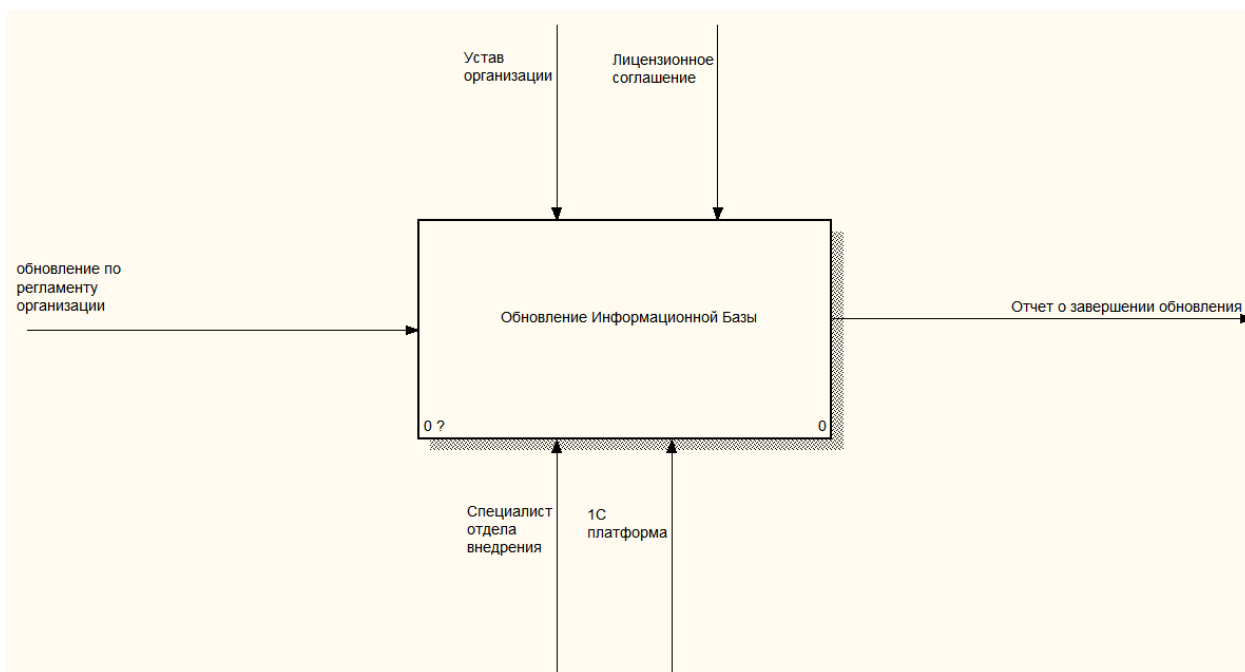 Устав
организации
Лицензионное
соглашение
обновление по
регламенту
организации
Обновление Информационной Базы
Отчет о завершении обновления
0 ?
0
Специалист
отдела
внедрения
1С
платформа